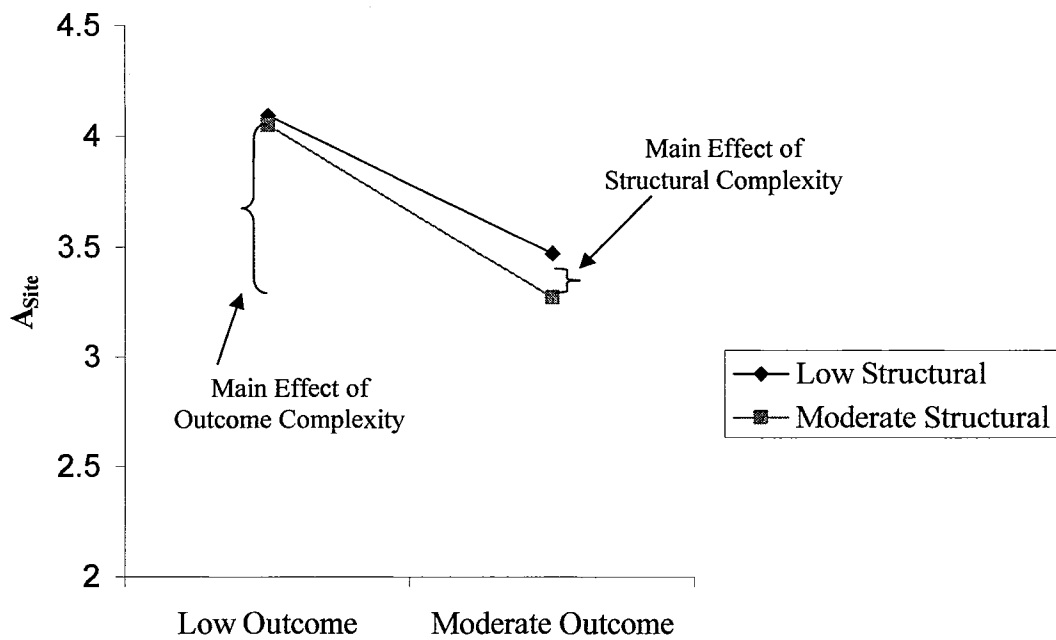 4.5
4
Main Effect of
Structural Complexity
3.5
A_Site
3
Low Structural
Main Effect of
Outcome Complexity
Moderate Structural
2.5
2
Low Outcome
Moderate Outcome